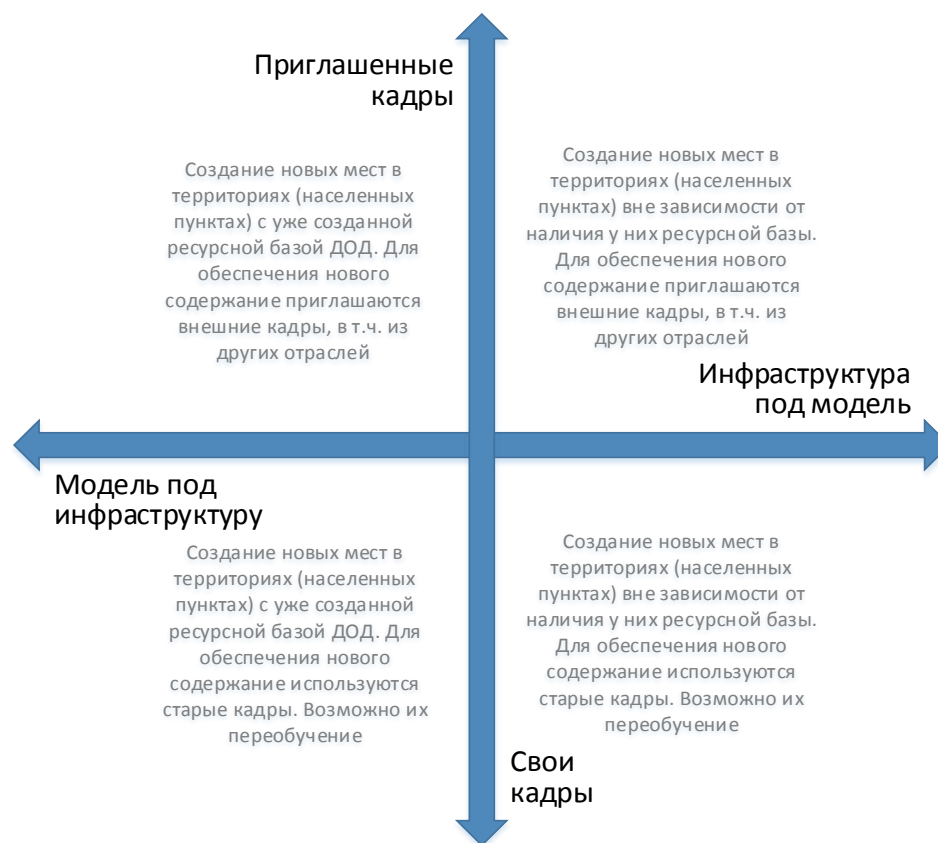 Приглашенные
кадры
Создание новых мест в
территориях (населенных
пунктах) с уже созданной
ресурсной базой ДОД. Для
обеспечения нового
содержание приглашаются
внешние кадры, в т.ч. из
других отраслей
Создание новых мест в
территориях (населенных
пунктах) вне зависимости от
наличия у них ресурсной базы.
Для обеспечения нового
содержание приглашаются
внешние кадры, в т.ч. из
других отраслей
Инфраструктура
под модель
Модель под
инфраструктуру
Создание новых мест в
территориях (населенных
пунктах) с уже созданной
ресурсной базой ДОД. Для
обеспечения нового
содержание используются
старые кадры. Возможно их
переобучение
Создание новых мест в
территориях (населенных
пунктах) вне зависимости от
наличия у них ресурсной базы.
Для обеспечения нового
содержание используются
старые кадры. Возможно их
переобучение
Свои
кадры